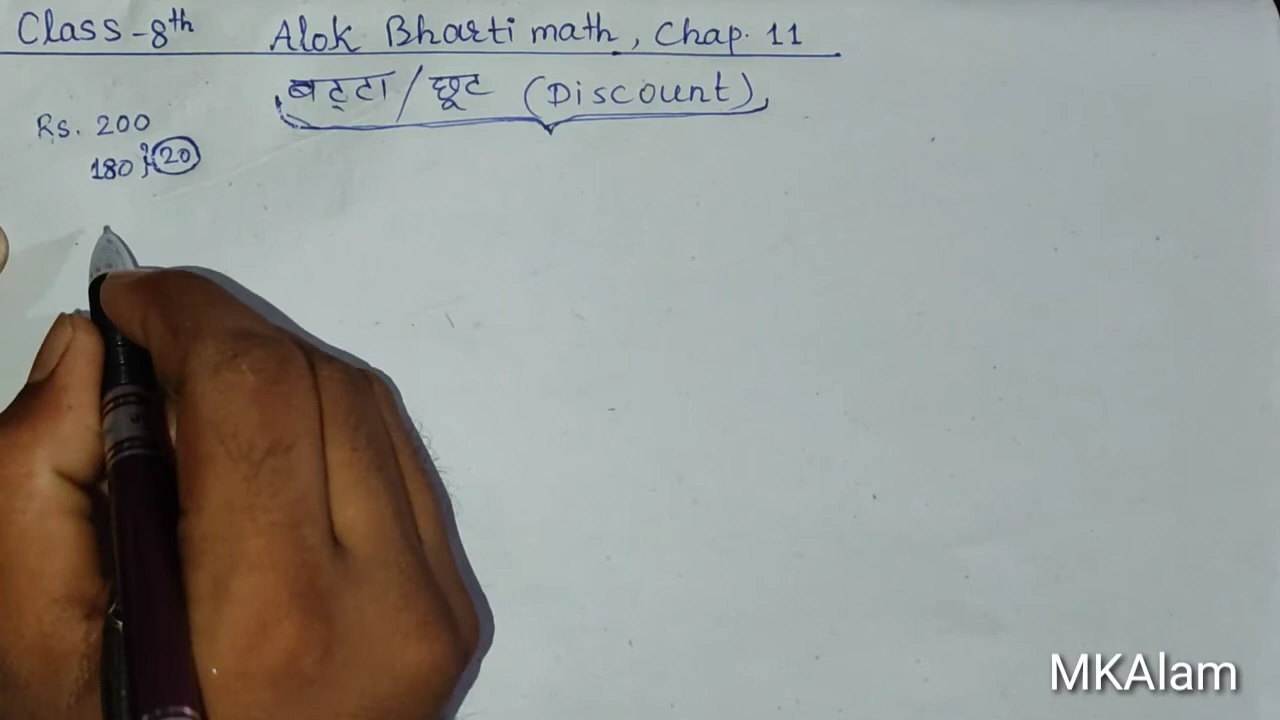 Class-8th Alok Bharti math, Chap. 11
बट्टा/छूट (Discount)
Rs. 200
180 } 20
MKAlam